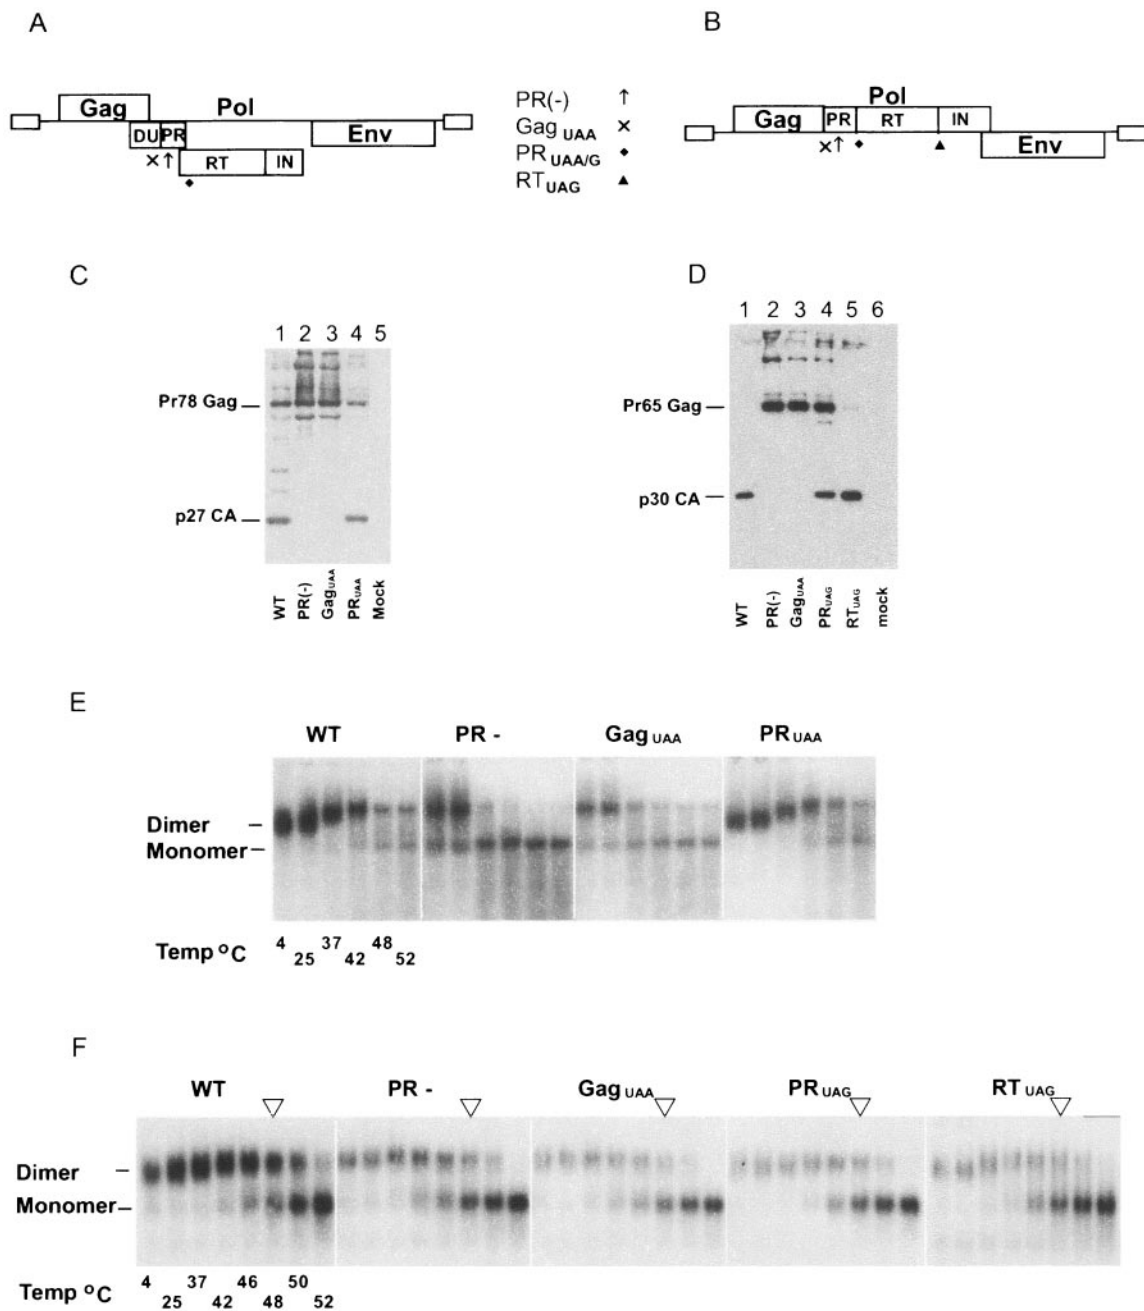 A
B
Gag
Pol
DU
PR
Env
RT
IN
PR(-) ↑
Gag UAA ×
PR UAA/G ♦
RT UAG ▲
Pol
Gag
PR
RT
IN
Env
C
1 2 3 4 5
Pr78 Gag
p27 CA
WT
PR(-)
GagUAA
PRUAA
Mock
D
1 2 3 4 5 6
Pr65 Gag
p30 CA
WT
PR(-)
GagUAA
PRUAG
RTUAG
mock
E
WT PR - Gag UAA PR UAA
Dimer
Monomer
Temp °C 4 25 37 42 48 52
F
WT PR - Gag UAA PR UAG RT UAG
Dimer
Monomer
Temp °C 4 25 37 42 46 48 50 52